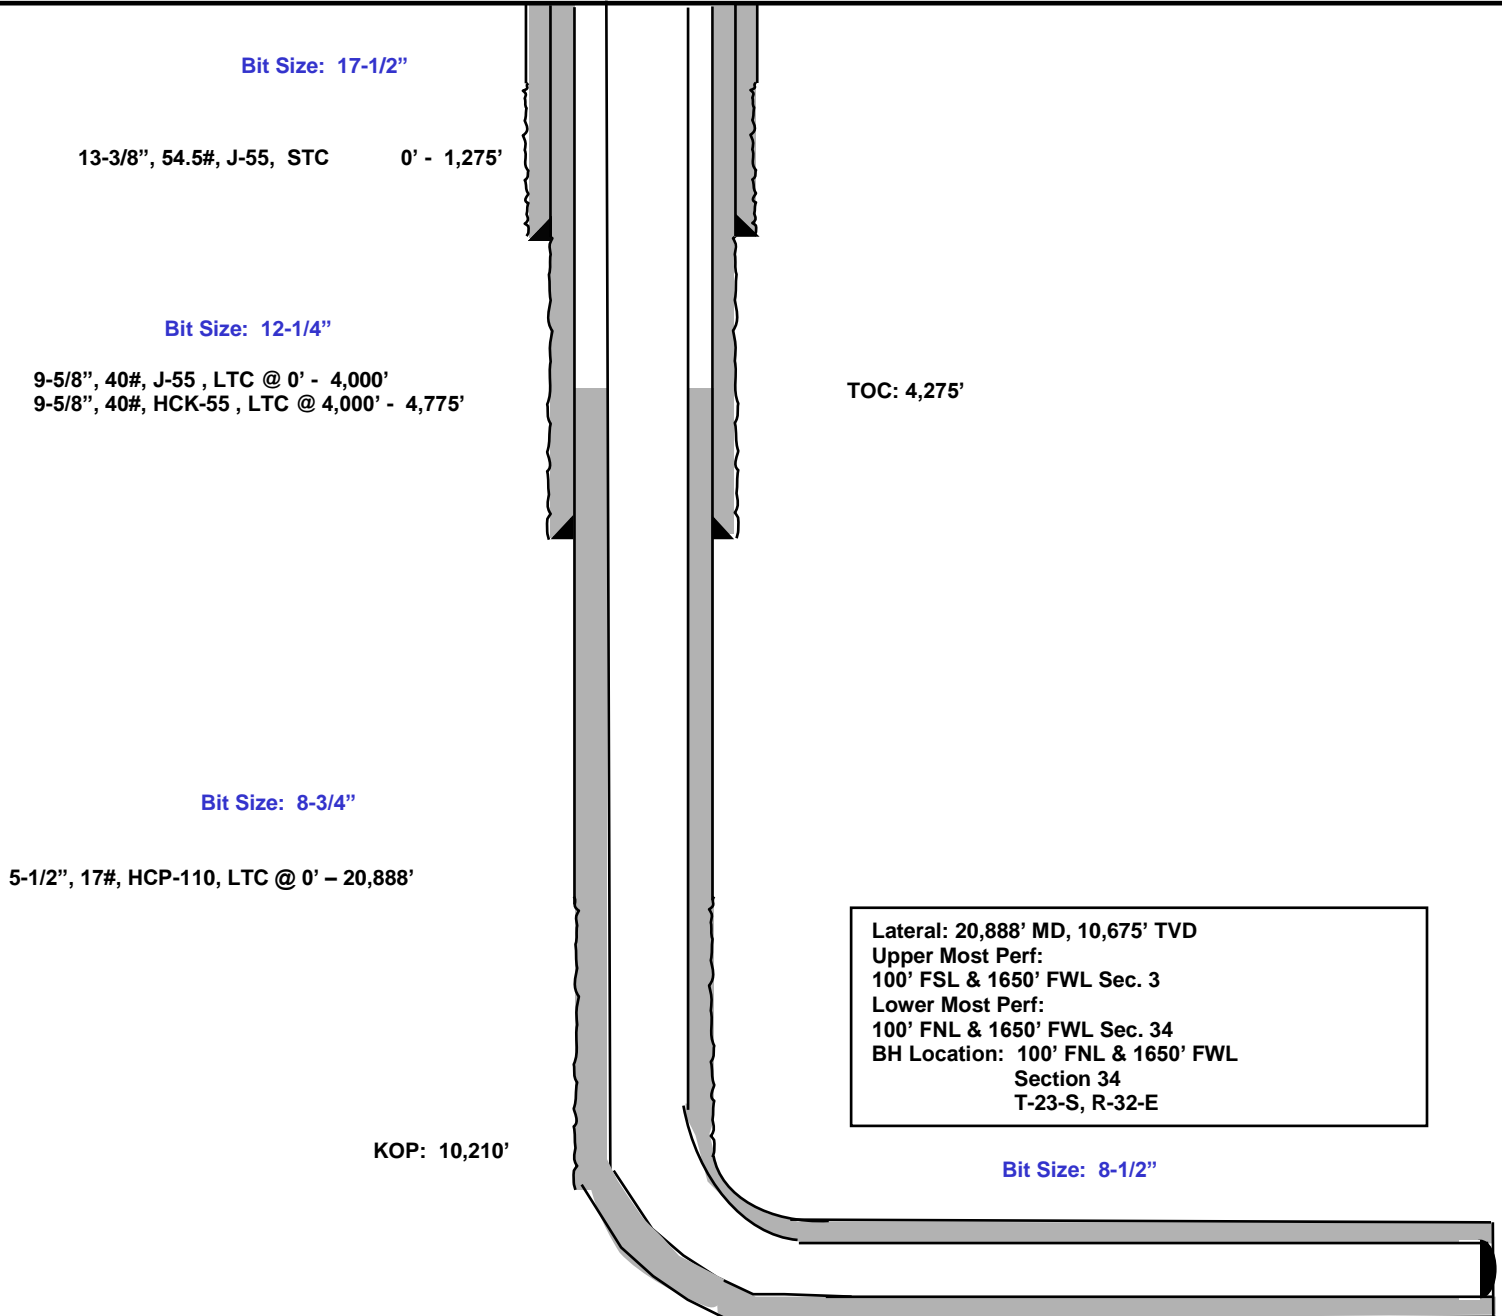 Bit Size: 17-1/2”
13-3/8”, 54.5#, J-55, STC 0’ - 1,275’
Bit Size: 12-1/4”
9-5/8”, 40#, J-55 , LTC @ 0’ - 4,000’
9-5/8”, 40#, HCK-55 , LTC @ 4,000’ - 4,775’
TOC: 4,275’
Bit Size: 8-3/4”
5-1/2”, 17#, HCP-110, LTC @ 0’ – 20,888’
Lateral: 20,888’ MD, 10,675’ TVD
Upper Most Perf:
100’ FSL & 1650’ FWL Sec. 3
Lower Most Perf:
100’ FNL & 1650’ FWL Sec. 34
BH Location: 100’ FNL & 1650’ FWL
Section 34
T-23-S, R-32-E
KOP: 10,210’
Bit Size: 8-1/2”